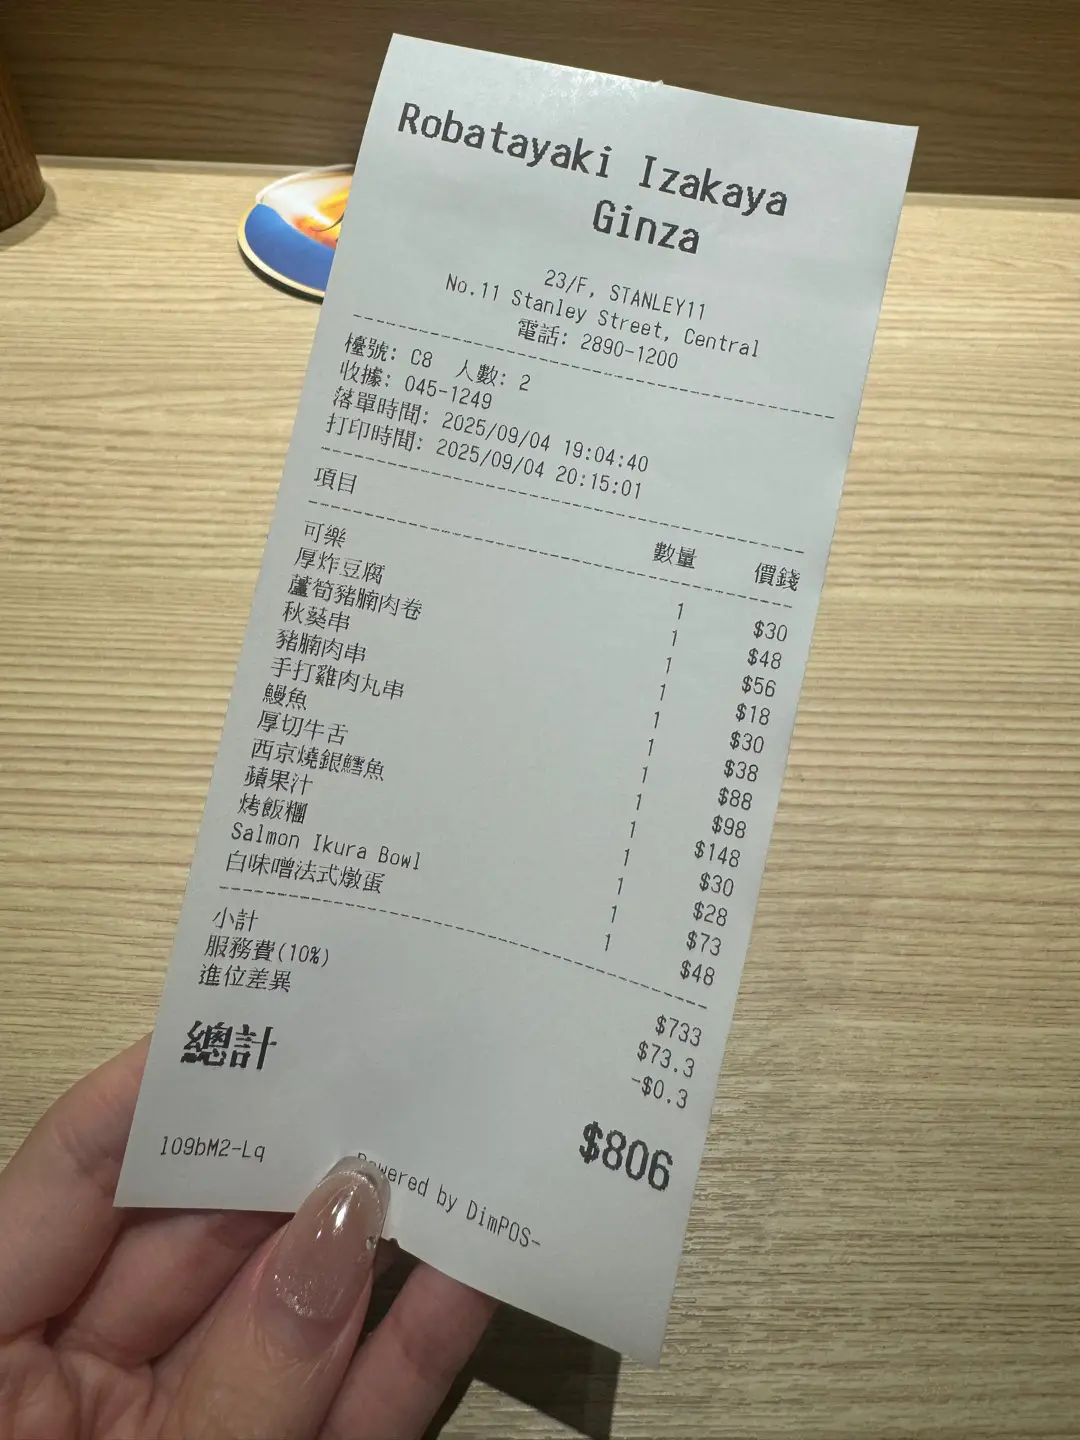 Robatayaki Izakaya
Ginza
23/F, STANLEY11
No.11 Stanley Street, Central
電話: 2890-1200
檯號: C8 人數: 2
收據: 045-1249
落單時間: 2025/09/04 19:04:40
打印時間: 2025/09/04 20:15:01
項目 數量 價錢
可樂 1 $30
厚炸豆腐 1 $48
蘆筍豬腩肉卷 1 $56
秋葵串 1 $18
豬腩肉串 1 $30
手打雞肉丸串 1 $38
鰻魚 1 $88
厚切牛舌 1 $98
西京燒銀鱈魚 1 $148
蘋果汁 1 $30
烤飯糰 1 $28
Salmon Ikura Bowl 1 $73
白味噌法式燉蛋 1 $48
小計 $733
服務費(10%) $73.3
進位差異 -$0.3
總計 $806
109bM2-Lq
Powered by DimPOS-